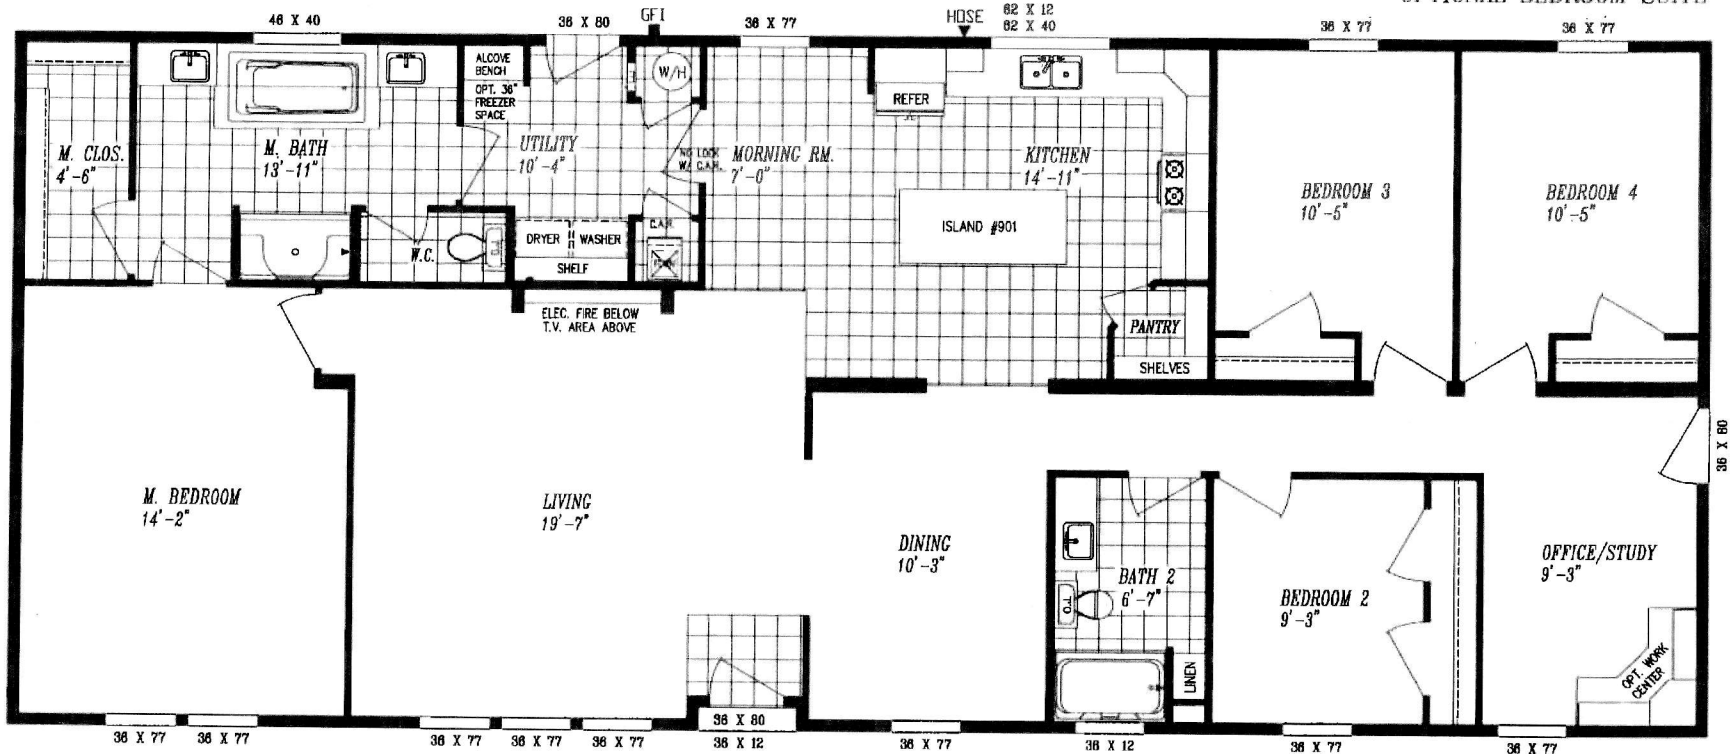 46 X 40
36 X 80
GFI
36 X 77
HOSE
62 X 12
62 X 40
36 X 77
BEDROOM SUITE
36 X 77
ALCOVE
BENCH
OPT. 36"
FREEZER
SPACE
W/H
REFER
M. CLOS.
4'-6"
M. BATH
13'-11"
UTILITY
10'-4"
NO LOCK
W/ C.A.H.
MORNING RM.
7'-0"
KITCHEN
14'-11"
BEDROOM 3
10'-5"
BEDROOM 4
10'-5"
ISLAND #901
W.C.
DRYER
WASHER
SHELF
C.A.H.
ELEC. FIRE BELOW
T.V. AREA ABOVE
PANTRY
SHELVES
36 X 80
M. BEDROOM
14'-2"
LIVING
19'-7"
DINING
10'-3"
BATH 2
6'-7"
BEDROOM 2
9'-3"
OFFICE/STUDY
9'-3"
LINEN
OPT. WORK
CENTER
36 X 77
36 X 77
36 X 77
36 X 77
36 X 77
36 X 80
36 X 12
36 X 77
36 X 12
36 X 77
36 X 77